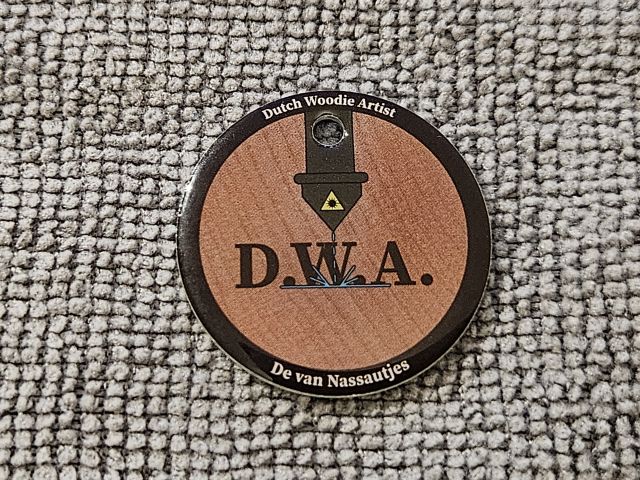 Dutch Woodie Artist
D.W.A.
De van Nassautjes